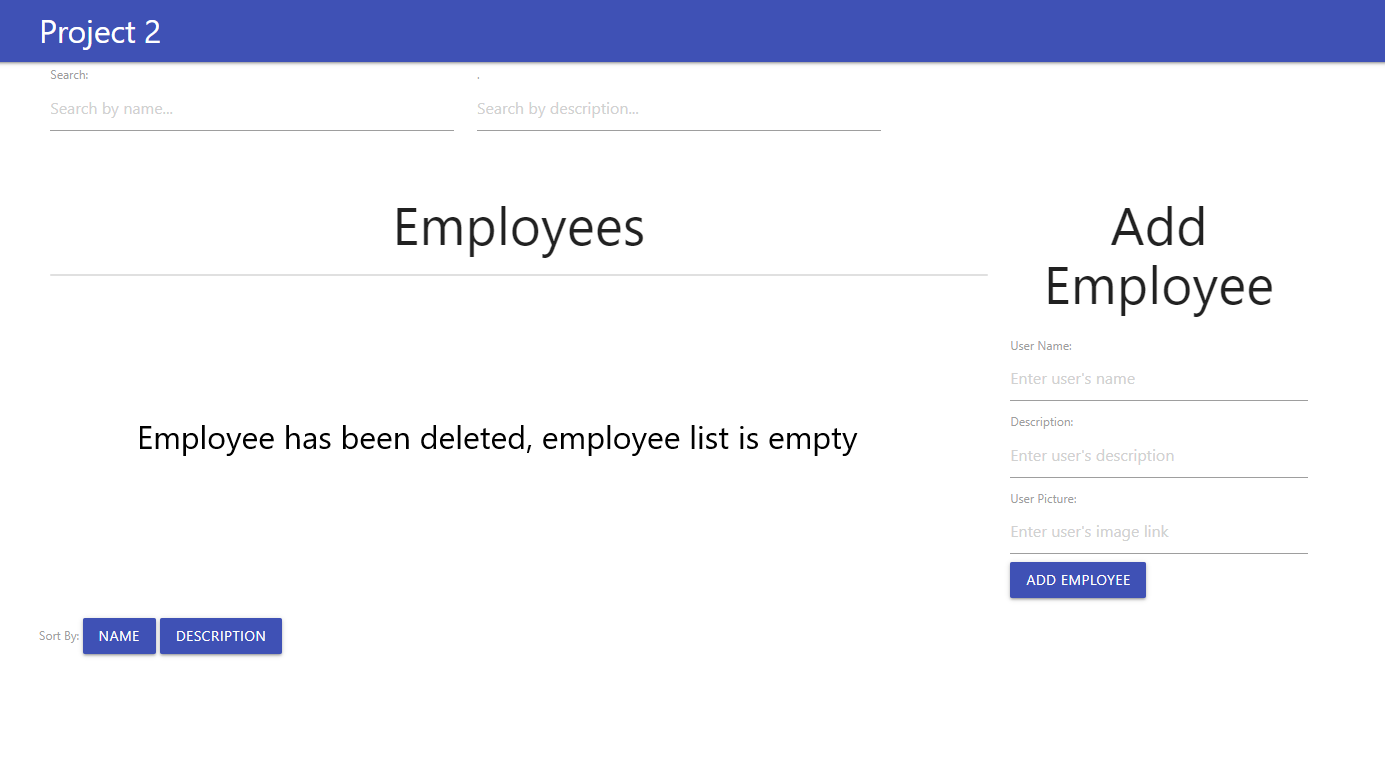 Project 2
Search:
.
Search by name...
Search by description...
Employees
Employee has been deleted, employee list is empty
Add
Employee
User Name:
Enter user's name
Description:
Enter user's description
User Picture:
Enter user's image link
ADD EMPLOYEE
Sort By: NAME DESCRIPTION